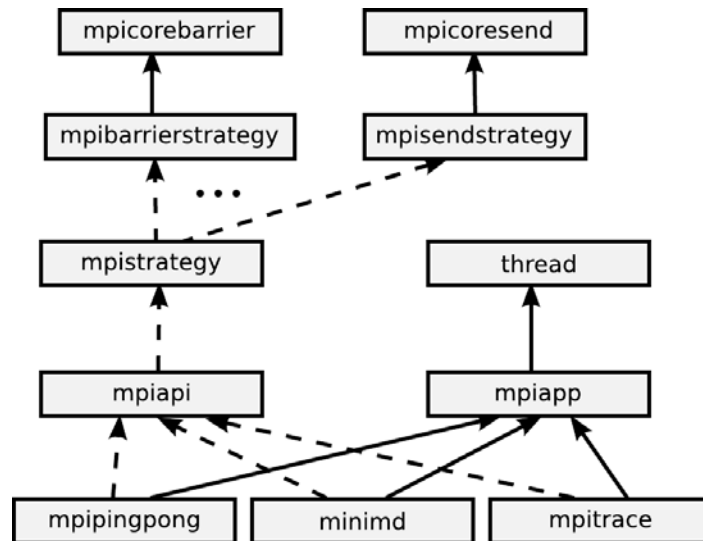 mpicorebarrier
mpicoresend
mpibarrierstrategy
mpisendstrategy
...
mpistrategy
thread
mpiapi
mpiapp
mpipingpong
minimd
mpitrace